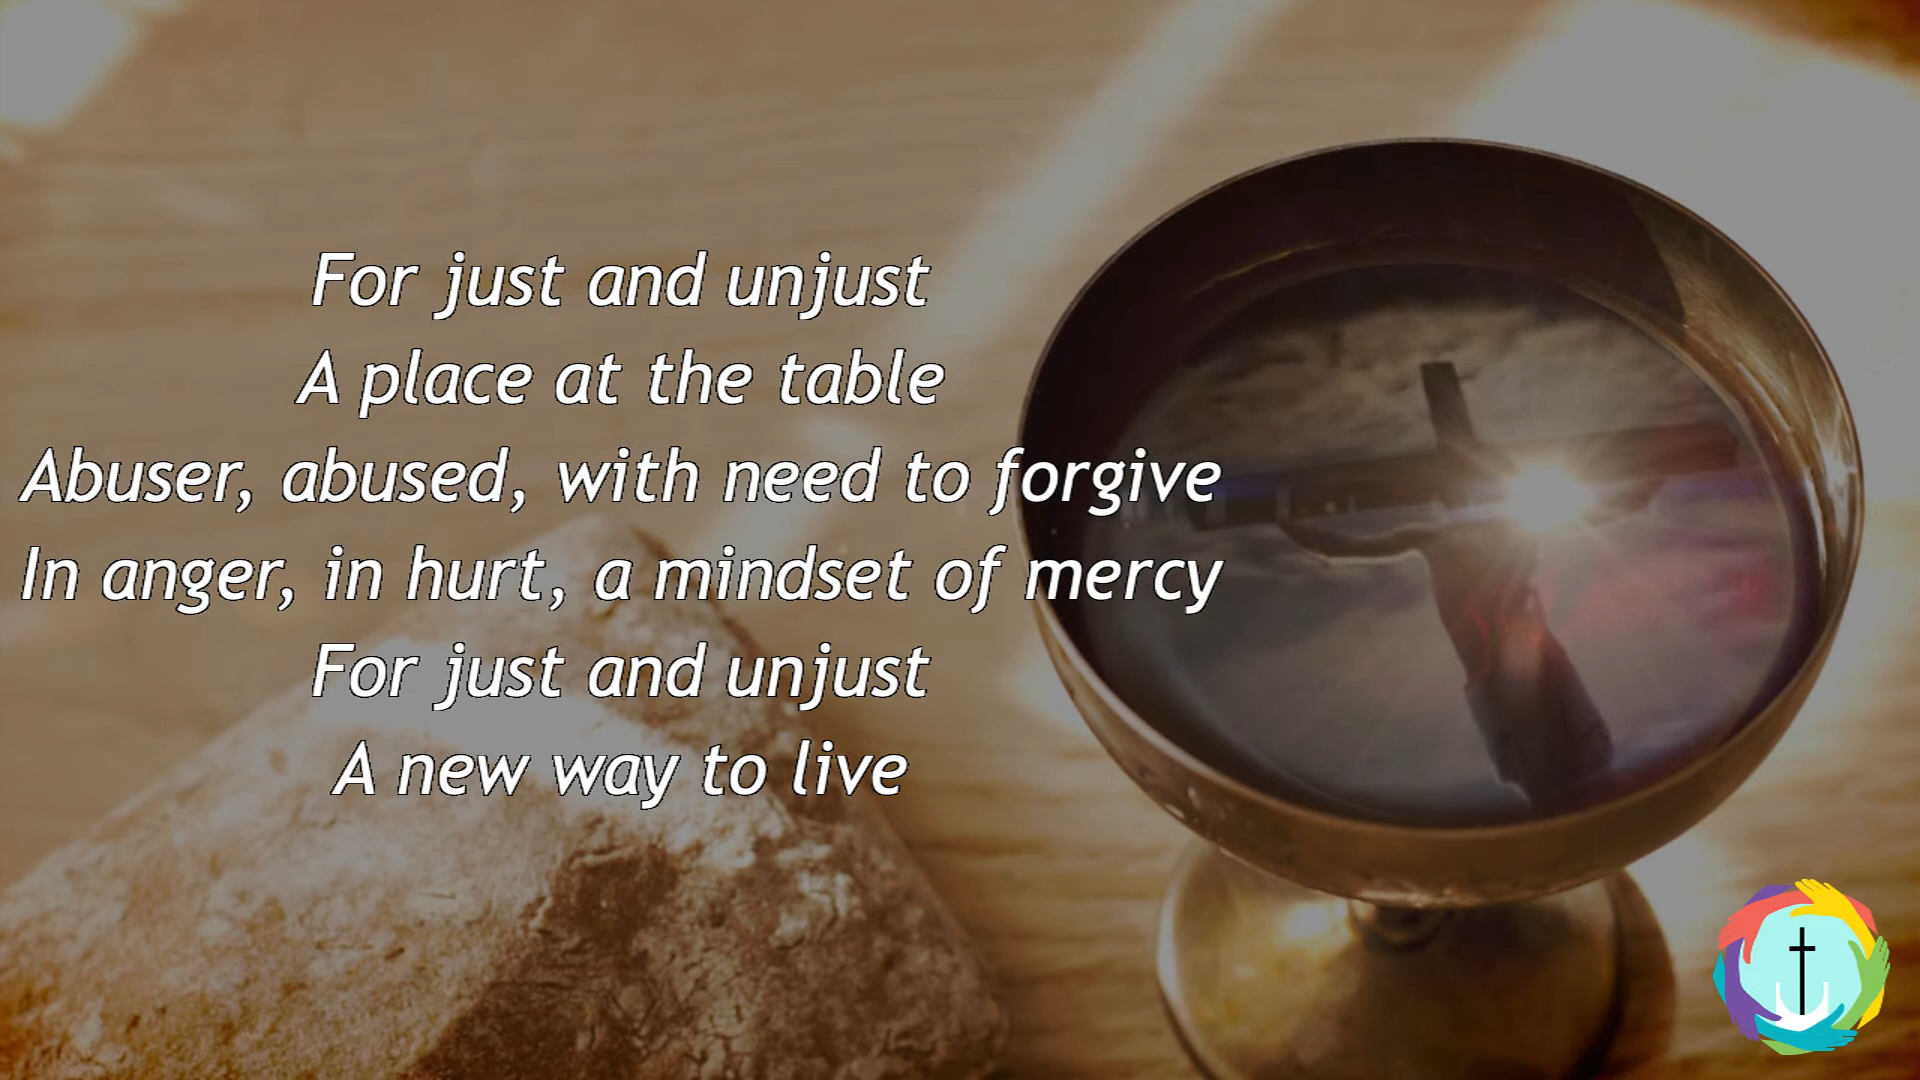 For just and unjust
A place at the table
Abuser, abused, with need to forgive
In anger, in hurt, a mindset of mercy
For just and unjust
A new way to live